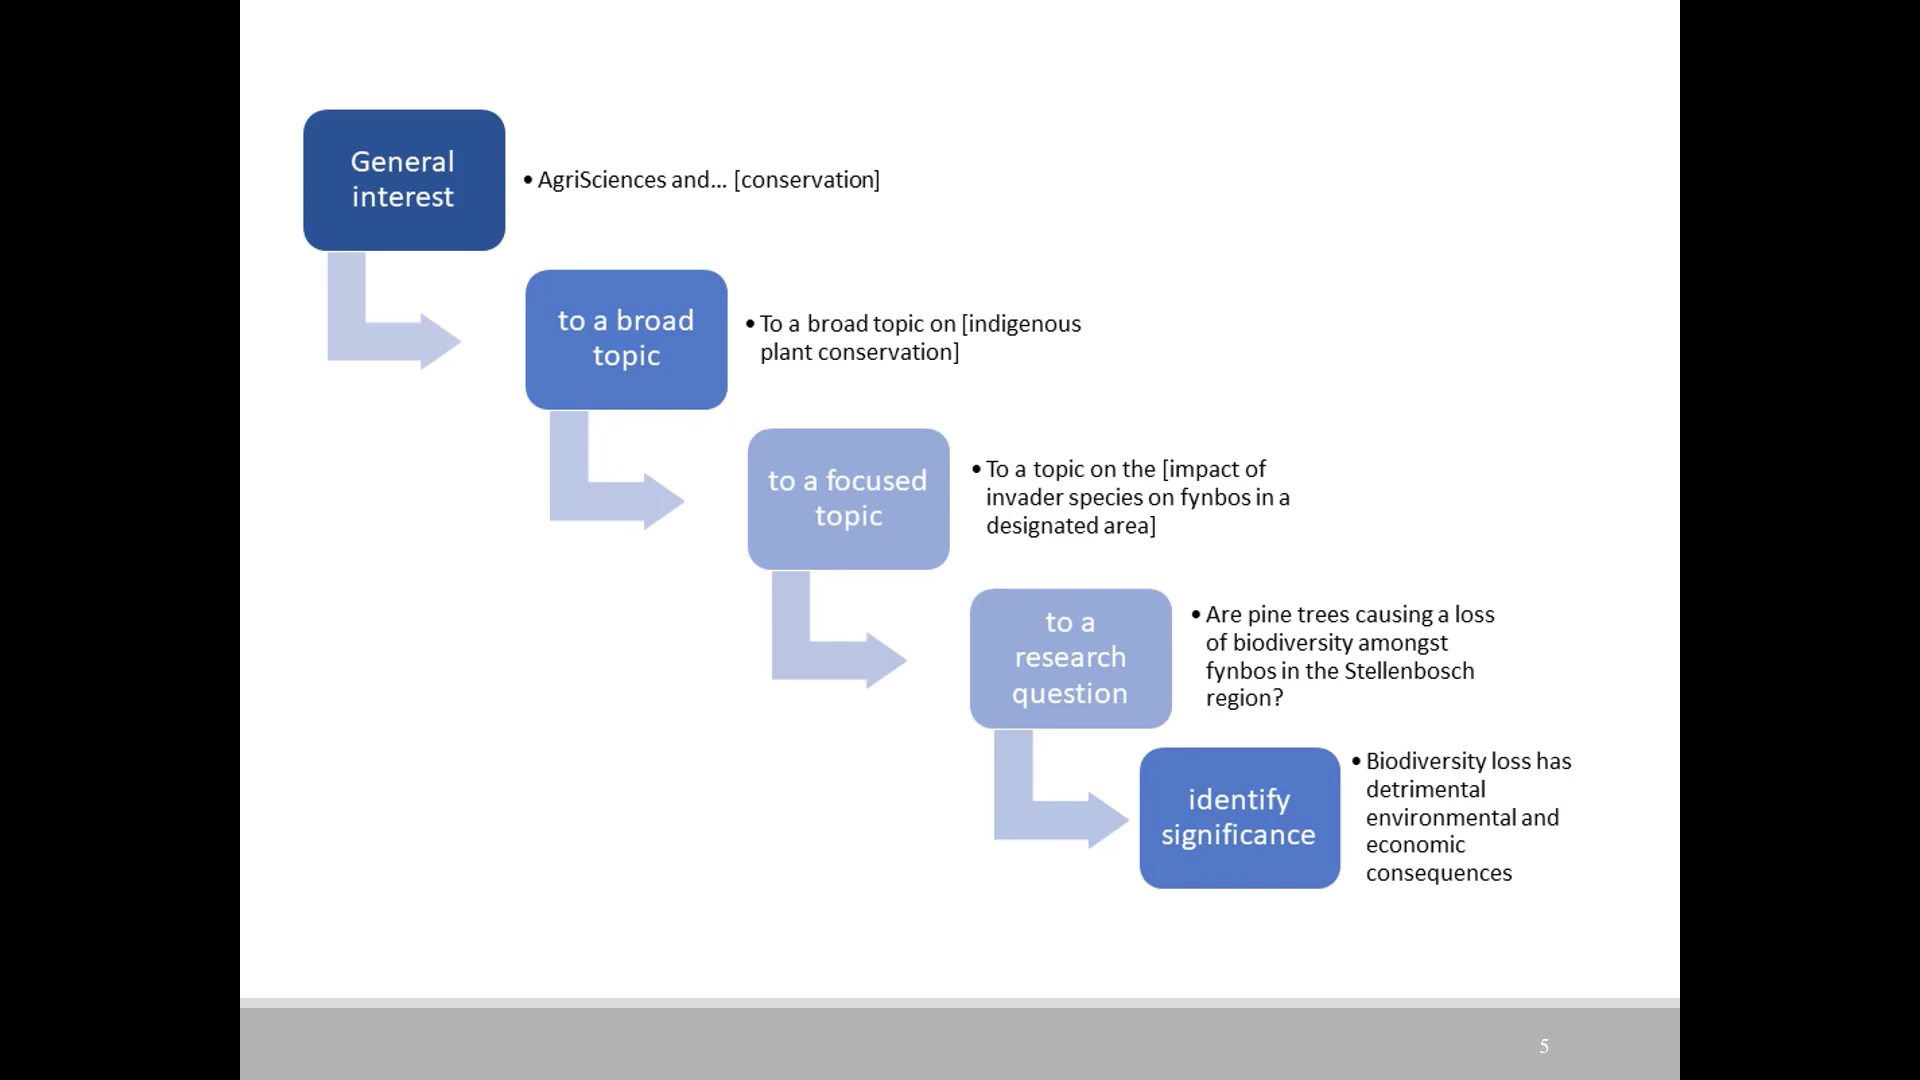 General
interest
• AgriSciences and... [conservation]
to a broad
topic
• To a broad topic on [indigenous
plant conservation]
to a focused
topic
• To a topic on the [impact of
invader species on fynbos in a
designated area]
to a
research
question
• Are pine trees causing a loss
of biodiversity amongst
fynbos in the Stellenbosch
region?
identify
significance
• Biodiversity loss has
detrimental
environmental and
economic
consequences
5